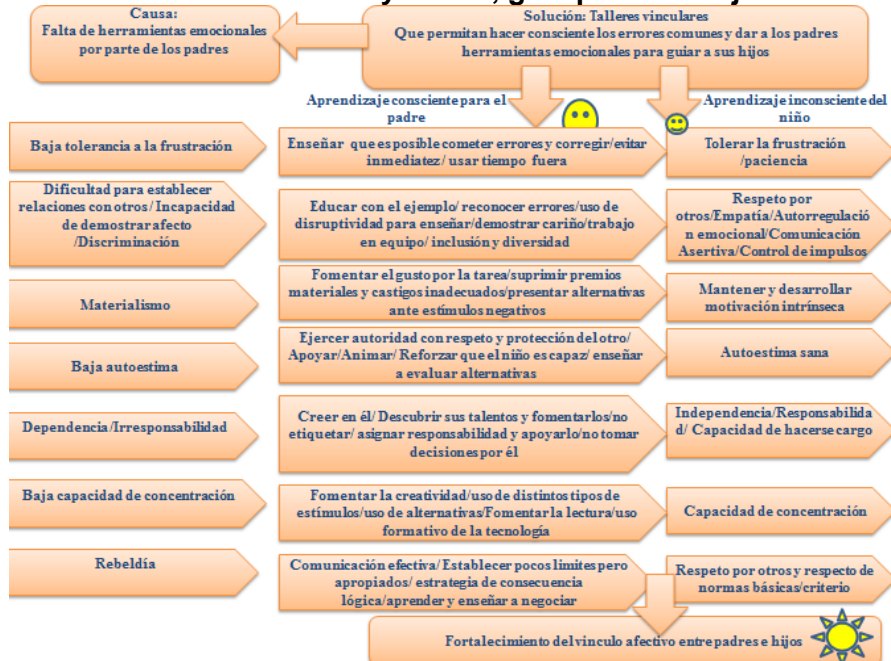 Causa:
Falta de herramientas emocionales
por parte de los padres
Solución: Talleres vinculares
Que permitan hacer consciente los errores comunes y dar a los padres
herramientas emocionales para guiar a sus hijos
Aprendizaje consciente para el
padre
Aprendizaje inconsciente del
niño
Baja tolerancia a la frustración
Enseñar que es posible cometer errores y corregir/evitar
inmediatez/ usar tiempo fuera
Tolerar la frustración
/paciencia
Dificultad para establecer
relaciones con otros/ Incapacidad
de demostrar afecto
/Discriminación
Educar con el ejemplo/ reconocer errores/uso de
disruptividad para enseñar/demostrar cariño/trabajo
en equipo/ inclusión y diversidad
Respeto por
otros/Empatía/Autorregulació
n emocional/Comunicación
Asertiva/Control de impulsos
Materialismo
Fomentar el gusto por la tarea/suprimir premios
materiales y castigos inadecuados/presentar alternativas
ante estímulos negativos
Mantener y desarrollar
motivación intrínseca
Baja autoestima
Ejercer autoridad con respeto y protección del otro/
Apoyar/Animar/ Reforzar que el niño es capaz/ enseñar
a evaluar alternativas
Autoestima sana
Dependencia/Irresponsabilidad
Creer en él/ Descubrir sus talentos y fomentarlos/no
etiquetar/ asignar responsabilidad y apoyarlo/no tomar
decisiones por él
Independencia/Responsabilida
d/ Capacidad de hacerse cargo
Baja capacidad de concentración
Fomentar la creatividad/uso de distintos tipos de
estímulos/uso de alternativas/Fomentar la lectura/uso
formativo de la tecnología
Capacidad de concentración
Rebeldía
Comunicación efectiva/ Establecer pocos limites pero
apropiados/ estrategia de consecuencia
lógica/aprender y enseñar a negociar
Respeto por otros y respecto de
normas básicas/criterio
Fortalecimiento del vinculo afectivo entre padres e hijos